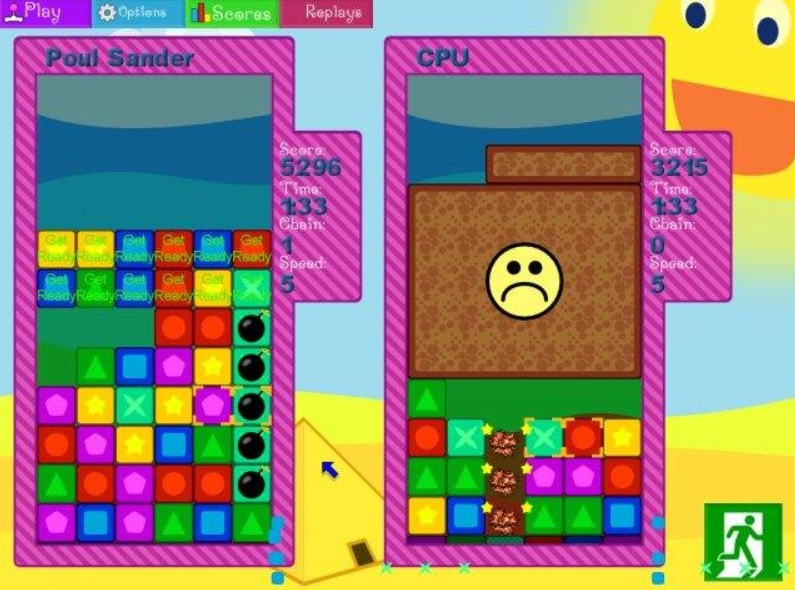 Play Options Scores Replays
Poul Sander
Score:
5296
Time:
1:33
Chain:
1
Speed:
5
Get Ready Get Ready Get Ready Get Ready Get Ready Get Ready
Get Ready Get Ready Get Ready Get Ready Get Ready
CPU
Score:
3215
Time:
1:33
Chain:
0
Speed:
5